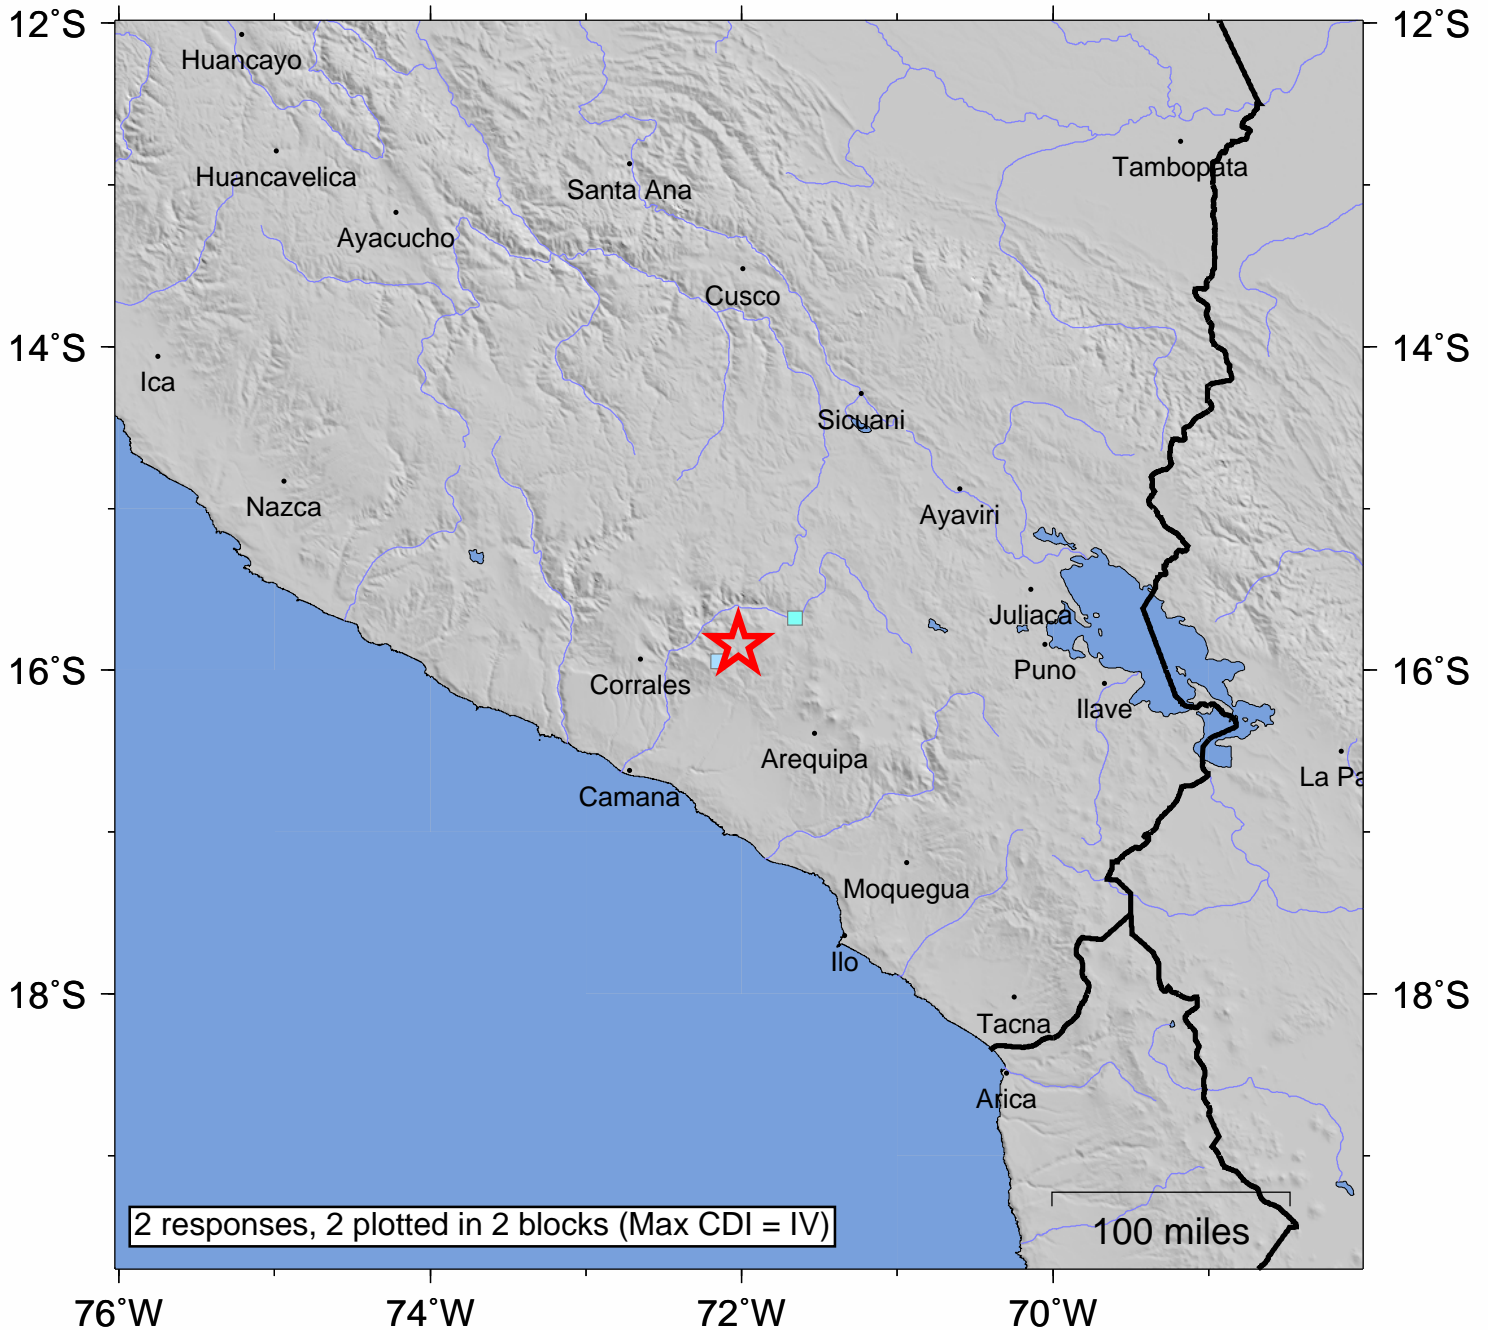 12°S
12°S
Huancayo
Tambopata
Huancavelica
Santa Ana
Ayacucho
Cusco
14°S
14°S
Ica
Sicuani
Nazca
Ayaviri
Juliaca
16°S
16°S
Puno
Corrales
Ilave
Arequipa
La Pa
Camana
Moquegua
Ilo
18°S
18°S
Tacna
Arica
2 responses, 2 plotted in 2 blocks (Max CDI = IV)
100 miles
76°W
74°W
72°W
70°W